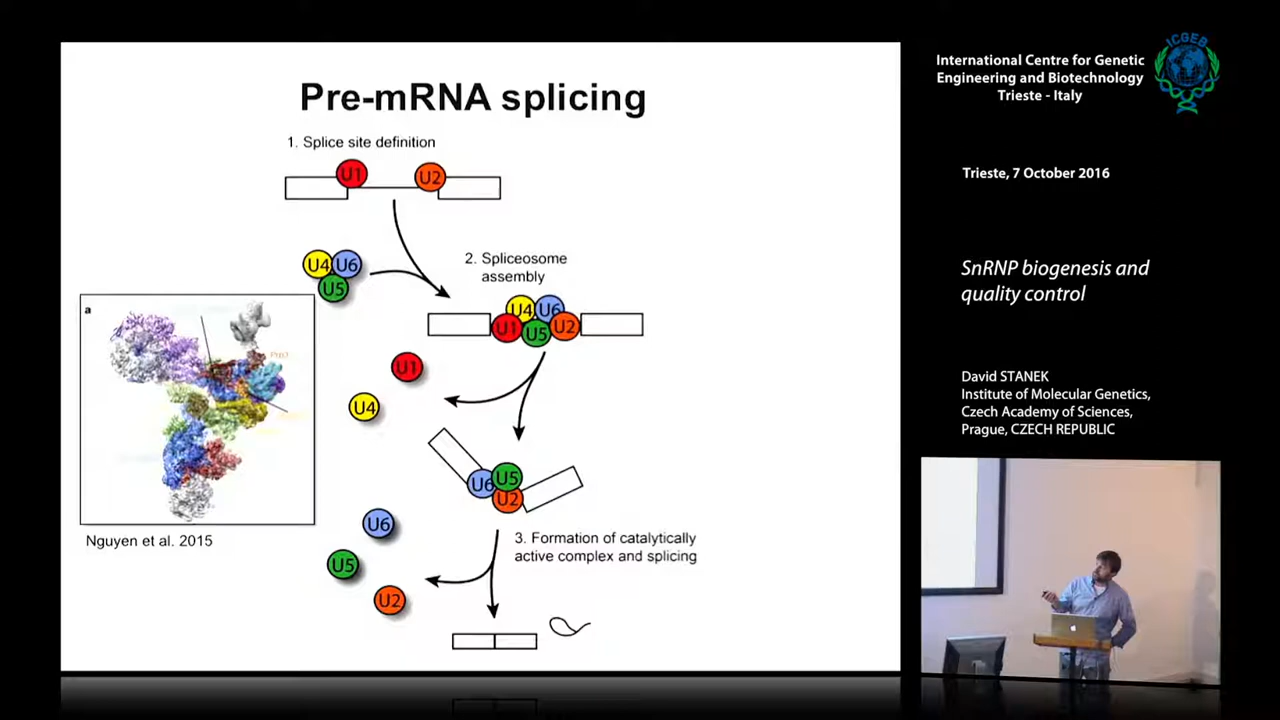 Pre-mRNA splicing
1. Splice site definition
U1
U2
U4
U6
U5
2. Spliceosome
assembly
U4
U6
U1
U5
U2
U1
U4
U5
U6
U2
a
Nguyen et al. 2015
U6
U5
U2
3. Formation of catalytically
active complex and splicing
ICGEB
International Centre for Genetic
Engineering and Biotechnology
Trieste - Italy
Trieste, 7 October 2016
SnRNP biogenesis and
quality control
David STANEK
Institute of Molecular Genetics,
Czech Academy of Sciences,
Prague, CZECH REPUBLIC